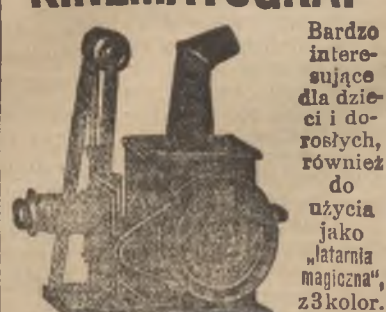 KINEMATOGRAF
Bardzo
intere-
sujące
dla dzie-
ci i do-
rosłych,
również
do
użycia
jako
„latarnia
magiczna“,
z 3 kolor.